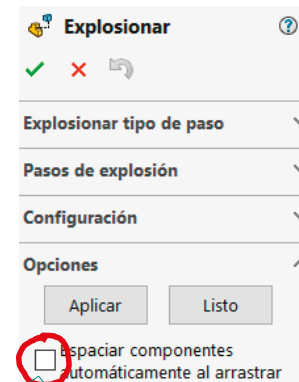 Explosionar
Explosionar tipo de paso
Pasos de explosión
Configuración
Opciones
Aplicar Listo
Espaciar componentes
automáticamente al arrastrar